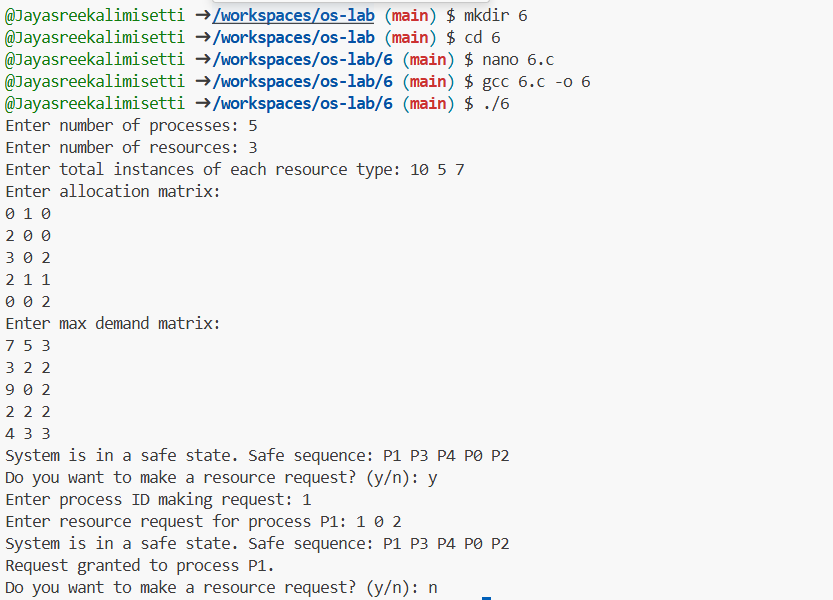 @Jayasreekalimisetti →/workspaces/os-lab (main) $ mkdir 6
@Jayasreekalimisetti →/workspaces/os-lab (main) $ cd 6
@Jayasreekalimisetti →/workspaces/os-lab/6 (main) $ nano 6.c
@Jayasreekalimisetti →/workspaces/os-lab/6 (main) $ gcc 6.c -o 6
@Jayasreekalimisetti →/workspaces/os-lab/6 (main) $ ./6
Enter number of processes: 5
Enter number of resources: 3
Enter total instances of each resource type: 10 5 7
Enter allocation matrix:
0 1 0
2 0 0
3 0 2
2 1 1
0 0 2
Enter max demand matrix:
7 5 3
3 2 2
9 0 2
2 2 2
4 3 3
System is in a safe state. Safe sequence: P1 P3 P4 P0 P2
Do you want to make a resource request? (y/n): y
Enter process ID making request: 1
Enter resource request for process P1: 1 0 2
System is in a safe state. Safe sequence: P1 P3 P4 P0 P2
Request granted to process P1.
Do you want to make a resource request? (y/n): n